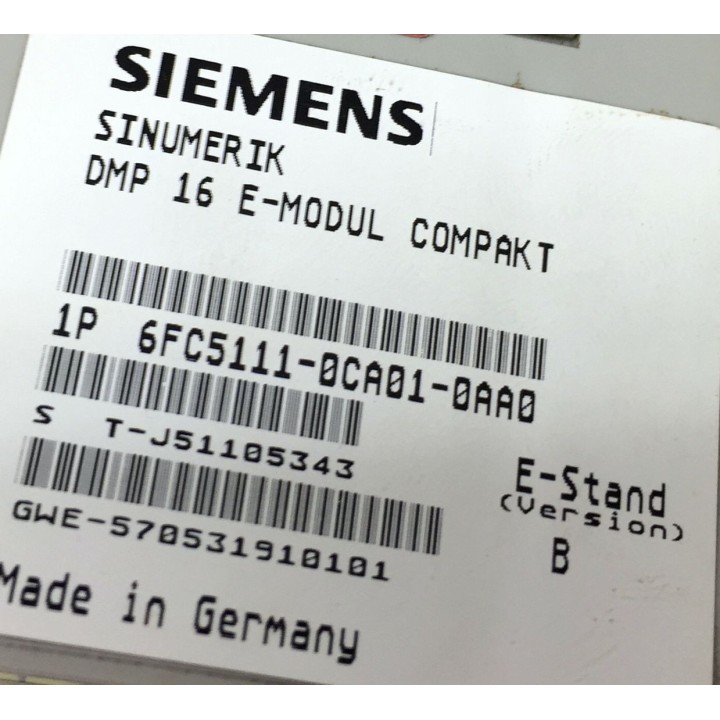 SIEMENS
SINUMERIK
DMP 16 E-MODUL COMPAKT
1P 6FC5111-0CA01-0AA0
S T-J51105343
E-Stand
(Version)
B
GWE-570531910101
Made in Germany